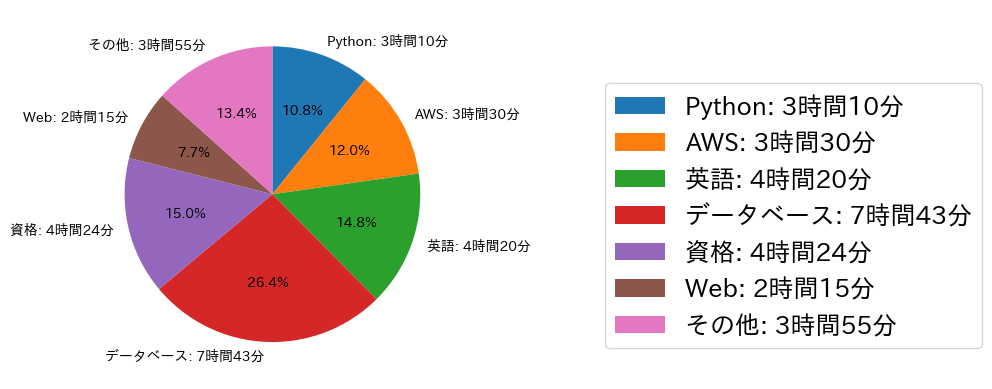 その他: 3時間55分
Python: 3時間10分
Web: 2時間15分
AWS: 3時間30分
資格: 4時間24分
英語: 4時間20分
データベース: 7時間43分
13.4%
10.8%
7.7%
12.0%
15.0%
14.8%
26.4%
Python: 3時間10分
AWS: 3時間30分
英語: 4時間20分
データベース: 7時間43分
資格: 4時間24分
Web: 2時間15分
その他: 3時間55分